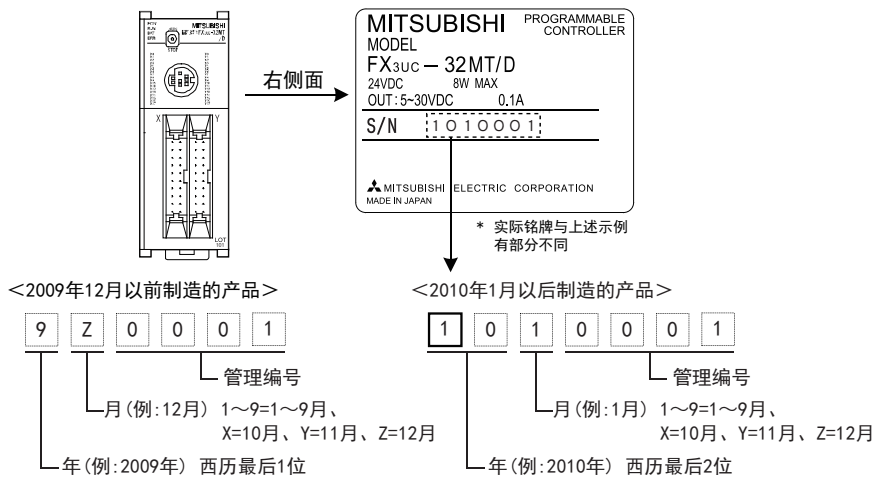 MITSUBISHI
X
Y
LOT
101
右侧面
MITSUBISHI PROGRAMMABLE CONTROLLER
MODEL
FX3UC-32MT/D
24VDC 8W MAX
OUT:5~30VDC 0.1A
S/N 1010001
MITSUBISHI ELECTRIC CORPORATION
MADE IN JAPAN
* 实际铭牌与上述示例
有部分不同
<2009年12月以前制造的产品>
9 Z 0 0 0 1
管理编号
月(例:12月) 1～9=1～9月、
X=10月、Y=11月、Z=12月
年(例:2009年) 西历最后1位
<2010年1月以后制造的产品>
1 0 1 0 0 0 1
管理编号
月(例:1月) 1～9=1～9月、
X=10月、Y=11月、Z=12月
年(例:2010年) 西历最后2位